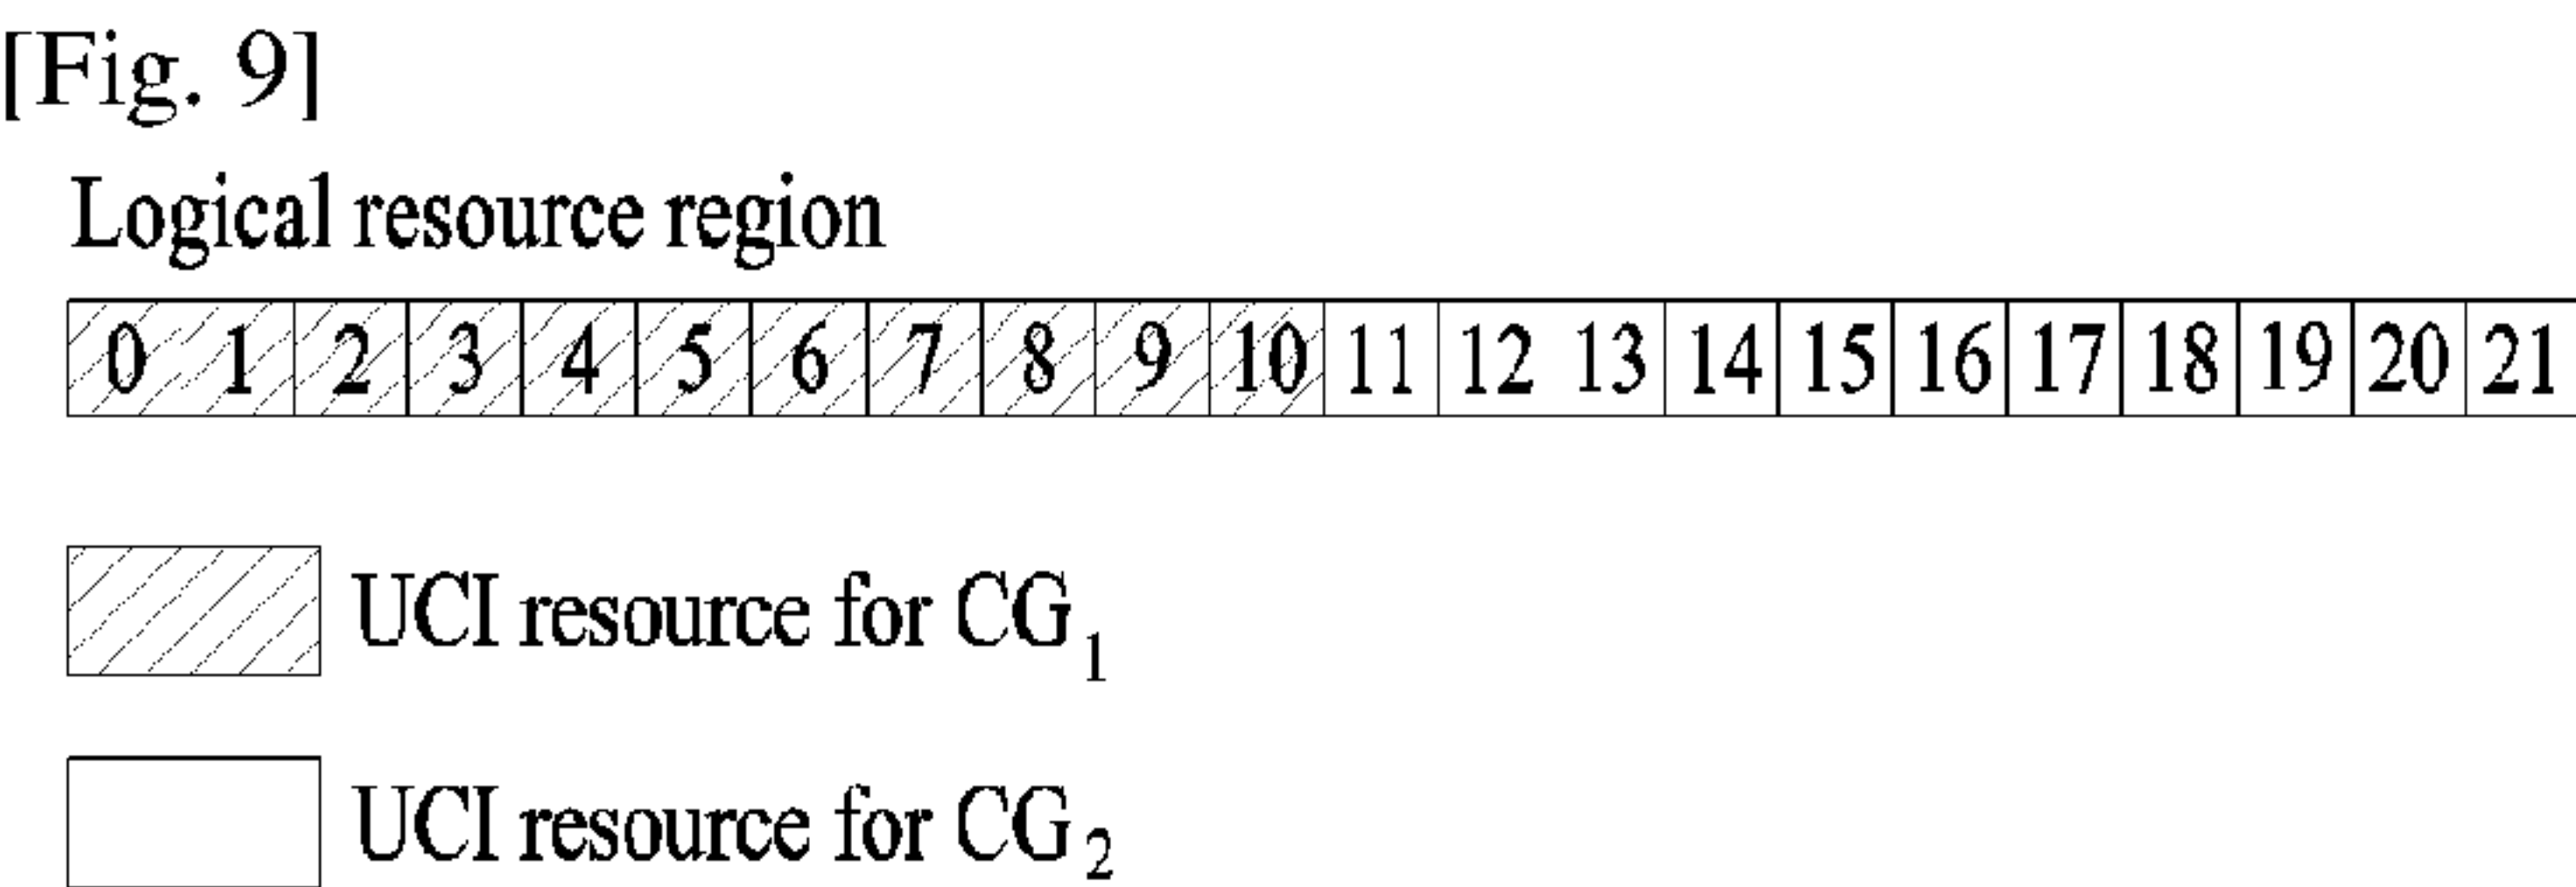 [Fig. 9]
Logical resource region
0 1 2 3 4 5 6 7 8 9 10 11 12 13 14 15 16 17 18 19 20 21
UCI resource for CG1
UCI resource for CG2